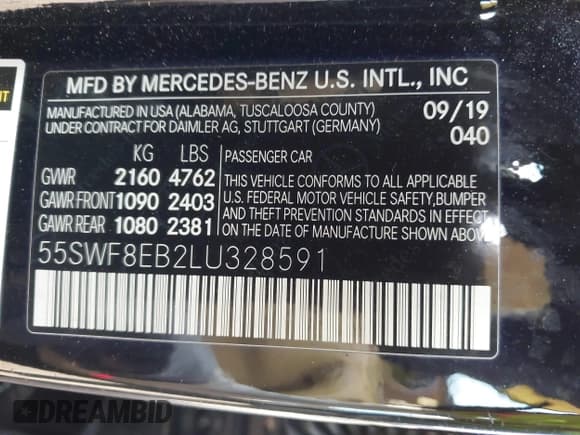 MFD BY MERCEDES-BENZ U.S. INTL., INC
MANUFACTURED IN USA (ALABAMA, TUSCALOOSA COUNTY)
UNDER CONTRACT FOR DAIMLER AG, STUTTGART (GERMANY)
09/19
040
KG LBS
GVWR 2160 4762
GAWR FRONT 1090 2403
GAWR REAR 1080 2381
PASSENGER CAR
THIS VEHICLE CONFORMS TO ALL APPLICABLE
U.S. FEDERAL MOTOR VEHICLE SAFETY, BUMPER
AND THEFT PREVENTION STANDARDS IN EFFECT
ON THE DATE OF MANUFACTURE SHOWN ABOVE.
55SWF8EB2LU328591
DREAMBID